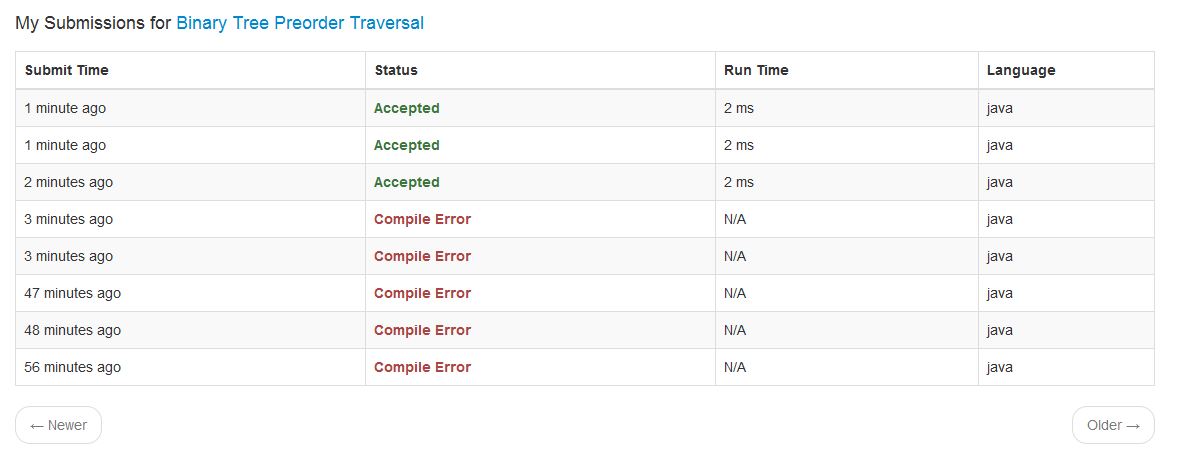 My Submissions for Binary Tree Preorder Traversal
Submit Time Status Run Time Language
1 minute ago Accepted 2 ms java
1 minute ago Accepted 2 ms java
2 minutes ago Accepted 2 ms java
3 minutes ago Compile Error N/A java
3 minutes ago Compile Error N/A java
47 minutes ago Compile Error N/A java
48 minutes ago Compile Error N/A java
56 minutes ago Compile Error N/A java
← Newer Older →